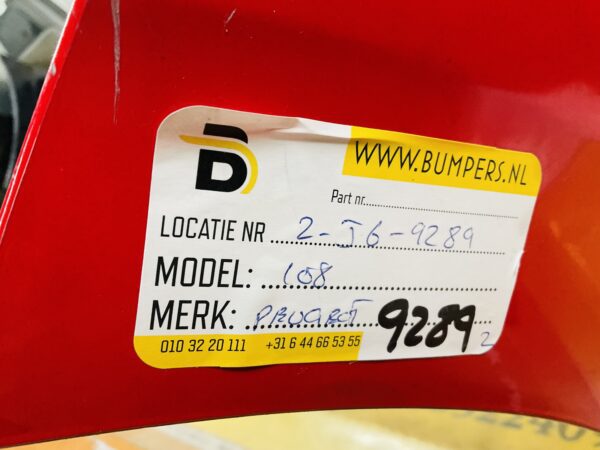 B
WWW.BUMPERS.NL
Part nr
LOCATIE NR 2-J6-9289
MODEL: 108
MERK: PEUGEOT 9289 2
010 32 20 111 +31 6 44 66 53 55